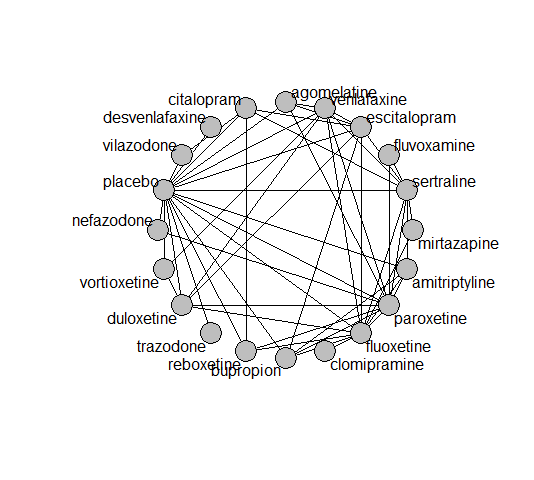 agomelatine
citalopram
venlafaxine
desvenlafaxine
escitalopram
vilazodone
fluvoxamine
placebo
sertraline
nefazodone
mirtazapine
vortioxetine
amitriptyline
duloxetine
paroxetine
trazodone
fluoxetine
reboxetine
clomipramine
bupropion